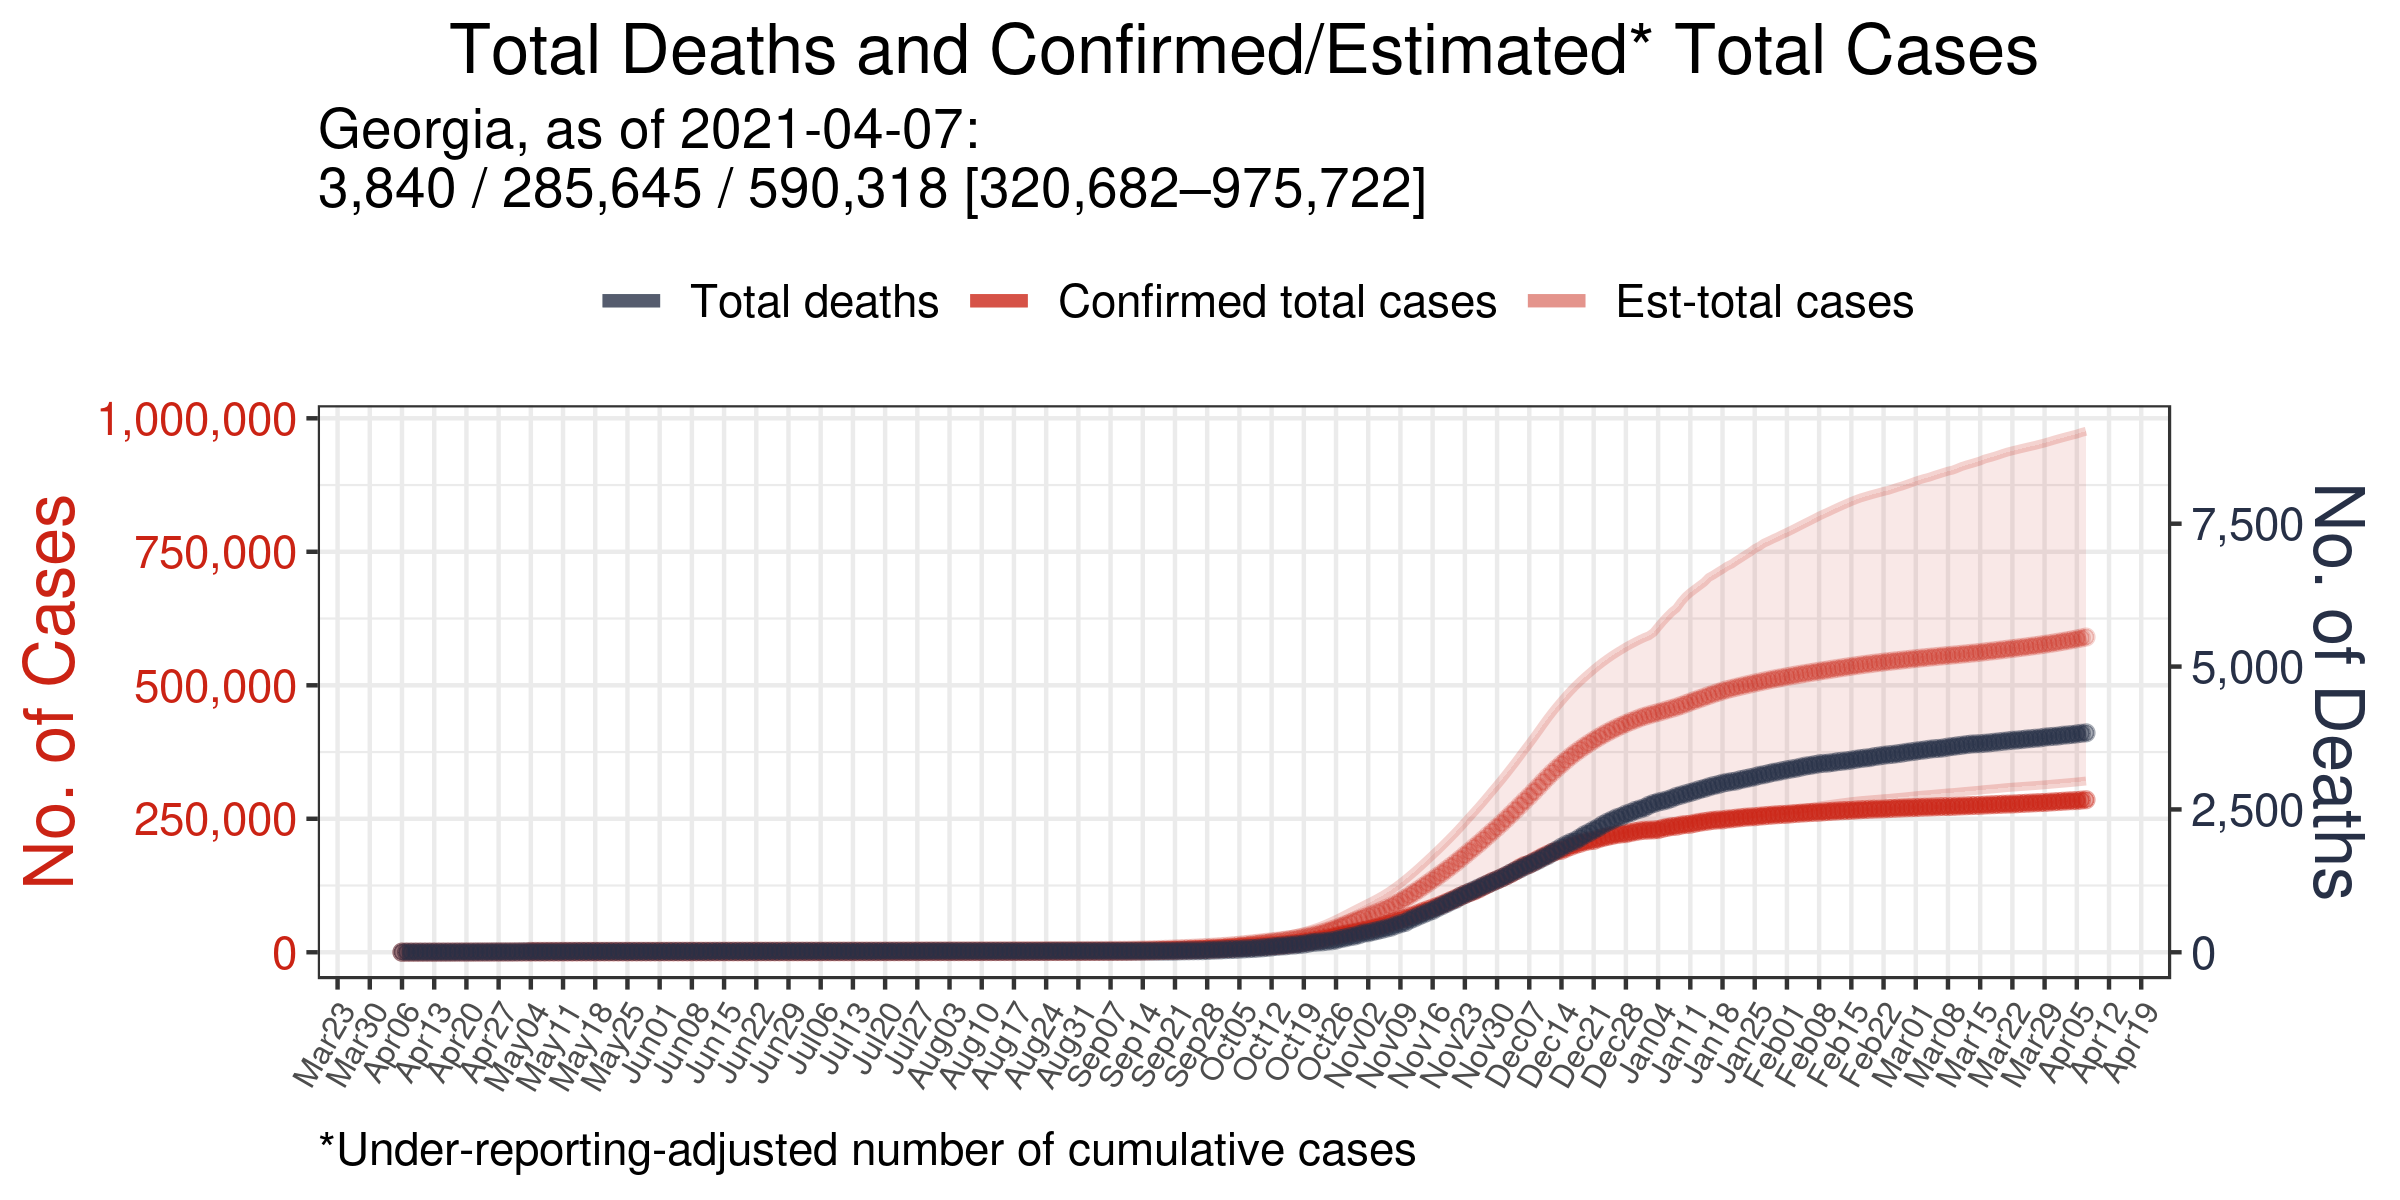 Total Deaths and Confirmed/Estimated* Total Cases
Georgia, as of 2021-04-07:
3,840 / 285,645 / 590,318 [320,682–975,722]
Total deaths
Confirmed total cases
Est-total cases
No. of Cases
1,000,000
750,000
500,000
250,000
0
7,500
5,000
2,500
0
No. of Deaths
Mar23
Mar30
Apr06
Apr13
Apr20
Apr27
May04
May11
May18
May25
Jun01
Jun08
Jun15
Jun22
Jun29
Jul06
Jul13
Jul20
Jul27
Aug03
Aug10
Aug17
Aug24
Aug31
Sep07
Sep14
Sep21
Sep28
Oct05
Oct12
Oct19
Oct26
Nov02
Nov09
Nov16
Nov23
Nov30
Dec07
Dec14
Dec21
Dec28
Jan04
Jan11
Jan18
Jan25
Feb01
Feb08
Feb15
Feb22
Mar01
Mar08
Mar15
Mar22
Mar29
Apr05
Apr12
Apr19
*Under-reporting-adjusted number of cumulative cases